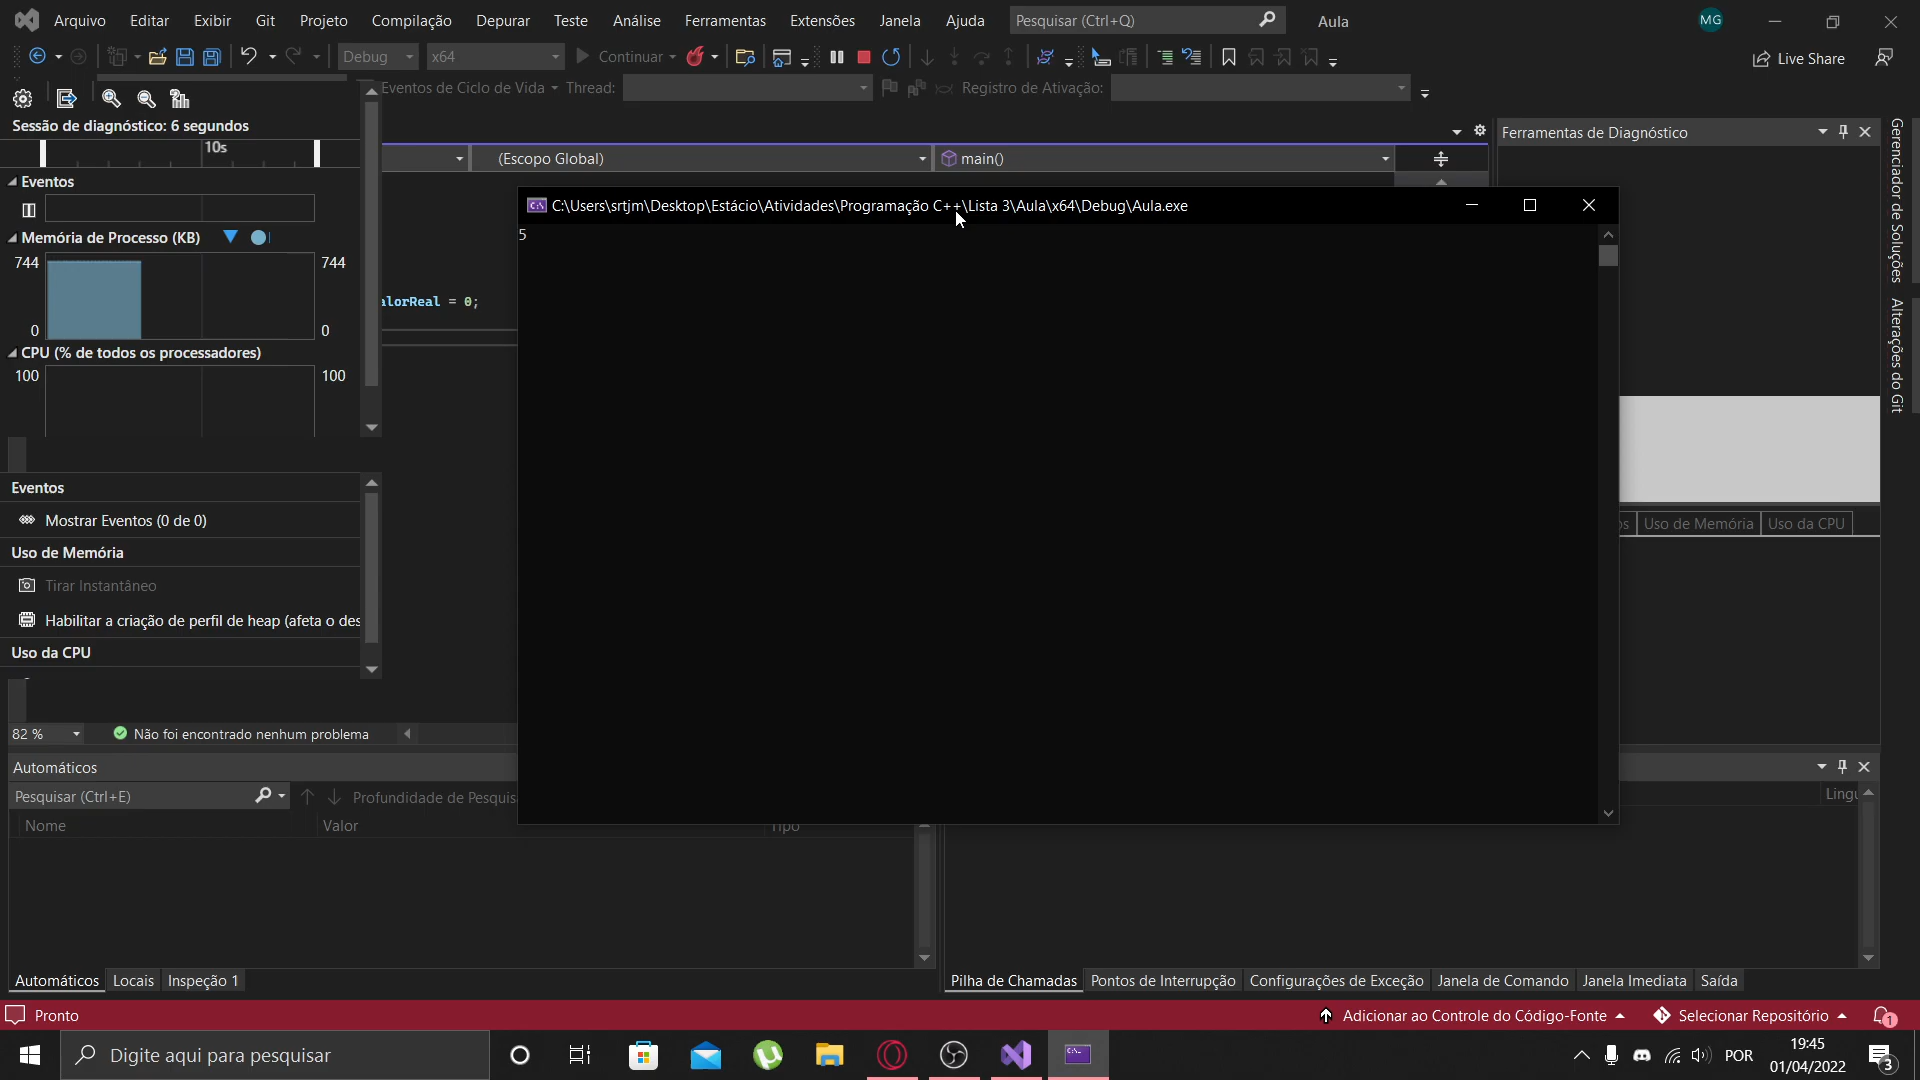 Arquivo Editar Exibir Git Projeto Compilação Depurar Teste Análise Ferramentas Extensões Janela Ajuda Pesquisar (Ctrl+Q) Aula MG
Debug x64 Continuar Live Share
Eventos de Ciclo de Vida Thread: Registro de Ativação:
Sessão de diagnóstico: 6 segundos
10s
Eventos
Memória de Processo (KB)
744 744
0 0
CPU (% de todos os processadores)
100 100
Eventos
Mostrar Eventos (0 de 0)
Uso de Memória
Tirar Instantâneo
Habilitar a criação de perfil de heap (afeta o des
Uso da CPU
(Escopo Global) main()
alorReal = 0;
C:\Users\srtjm\Desktop\Estácio\Atividades\Programação C++\Lista 3\Aula\x64\Debug\Aula.exe
5
Ferramentas de Diagnóstico
os Uso de Memória Uso da CPU
Gerenciador de Soluções
Alterações do Git
82 % Não foi encontrado nenhum problema
Automáticos
Pesquisar (Ctrl+E) Profundidade de Pesquis
Nome Valor Tipo
Lingu
Automáticos Locais Inspeção 1
Pilha de Chamadas Pontos de Interrupção Configurações de Exceção Janela de Comando Janela Imediata Saída
Pronto Adicionar ao Controle do Código-Fonte Selecionar Repositório 1
Digite aqui para pesquisar POR 19:45
01/04/2022 3